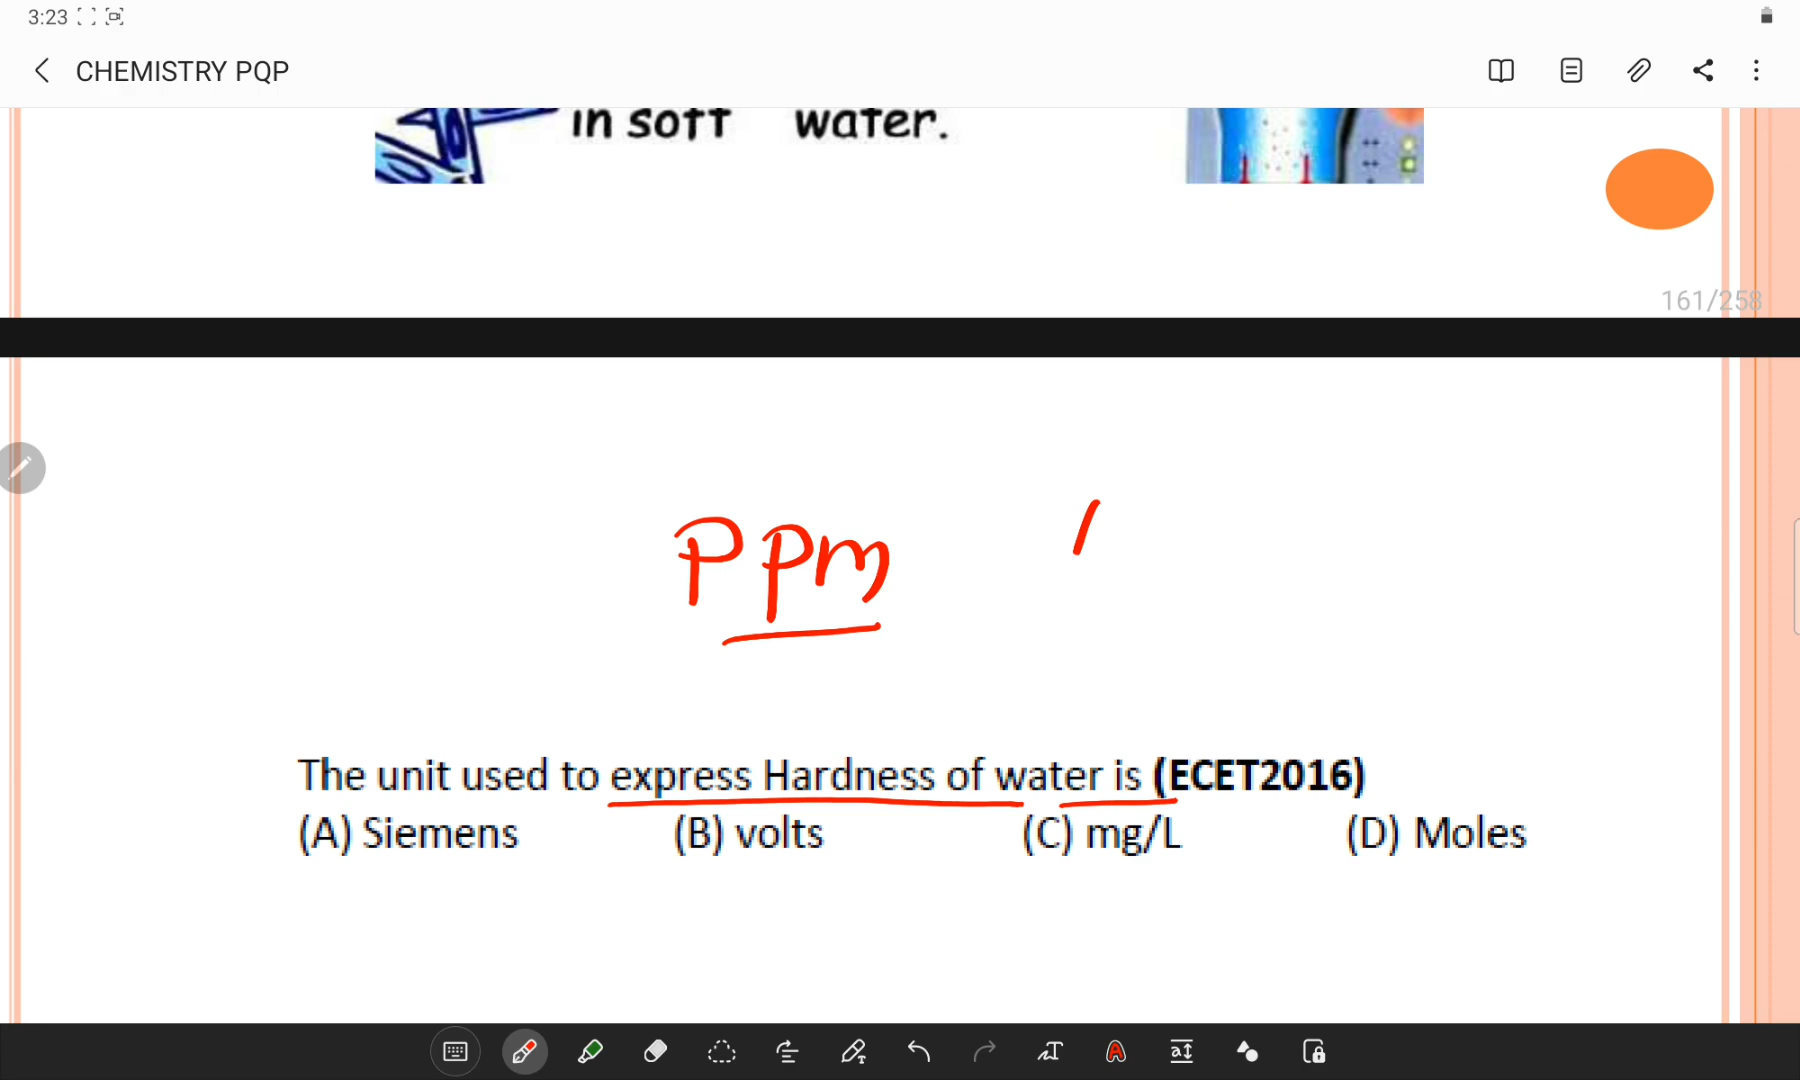 3:23
CHEMISTRY PQP
in soft water.
161/258
Ppm
The unit used to express Hardness of water is (ECET2016)
(A) Siemens (B) volts (C) mg/L (D) Moles